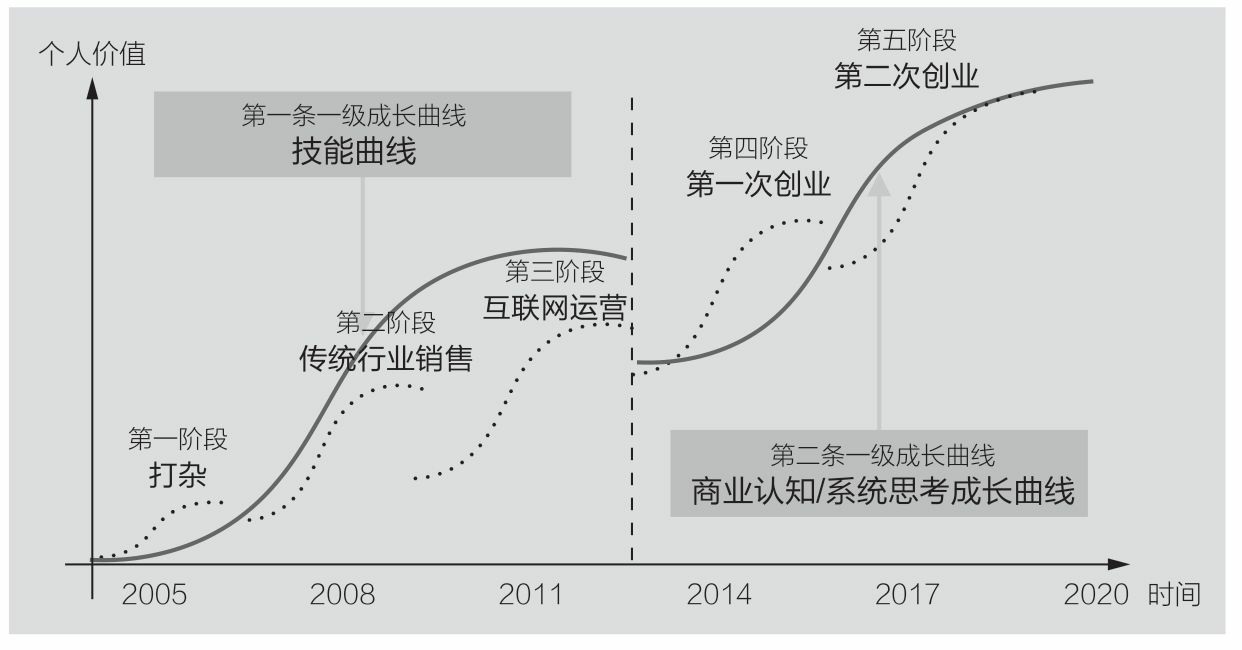 个人价值
第一条一级成长曲线
技能曲线
第五阶段
第二次创业
第四阶段
第一次创业
第三阶段
互联网运营
第二阶段
传统行业销售
第一阶段
打杂
第二条一级成长曲线
商业认知/系统思考成长曲线
2005 2008 2011 2014 2017 2020 时间